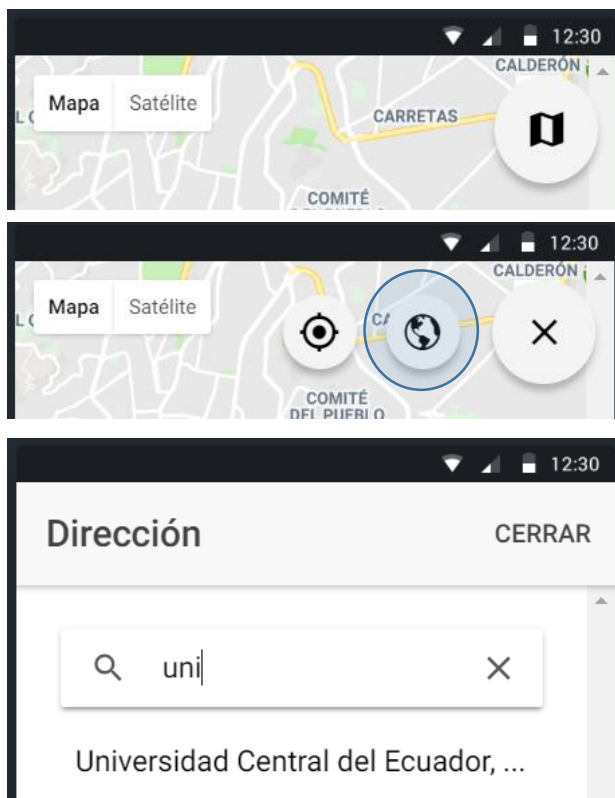 12:30
CALDERÓN
Mapa Satélite
CARRETAS
COMITÉ
12:30
CALDERÓN
Mapa Satélite
COMITÉ
DEL PUEBLO
12:30
Dirección CERRAR
uni
Universidad Central del Ecuador, ...